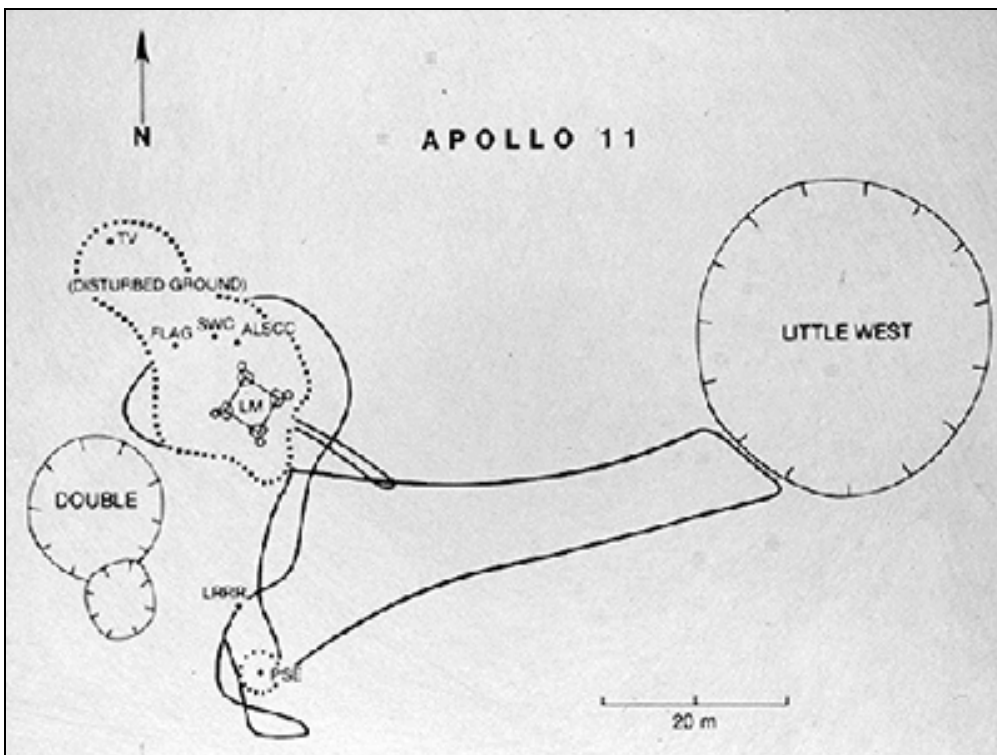 N
APOLLO 11
TV
(DISTURBED GROUND)
FLAG SWC ALSCC
LITTLE WEST
LM
DOUBLE
LRRR
PSE
20 m